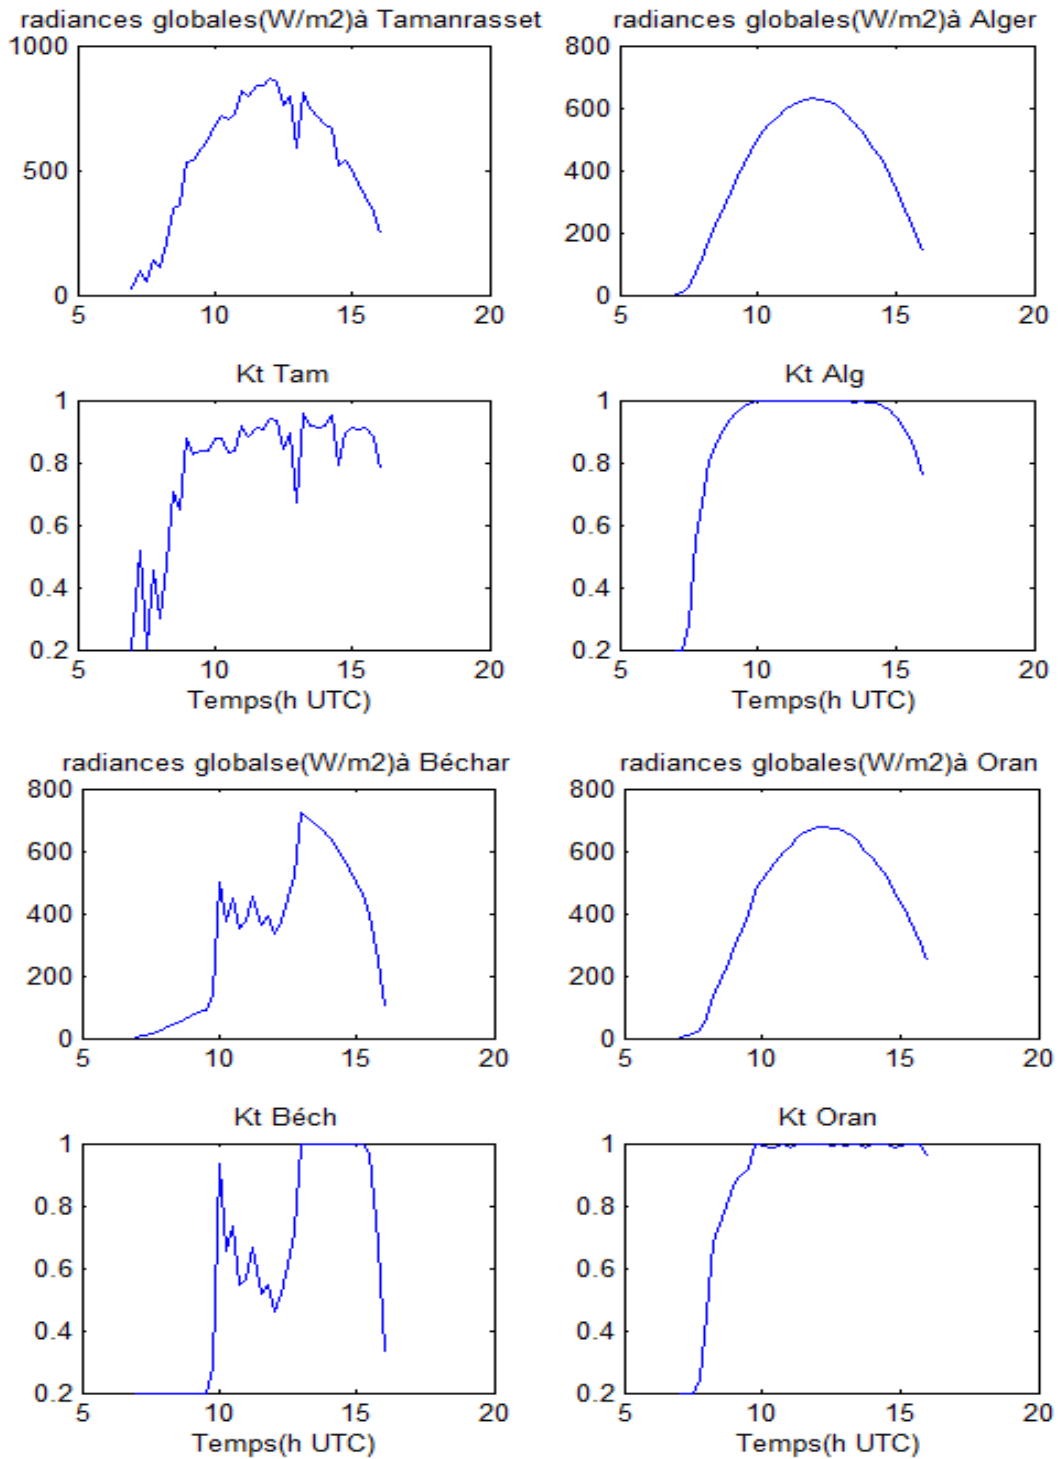 radiances globales(W/m2)à Tamanrasset
1000
500
0
5 10 15 20
radiances globales(W/m2)à Alger
800
600
400
200
0
5 10 15 20
Kt Tam
1
0.8
0.6
0.4
0.2
5 10 15 20
Temps(h UTC)
Kt Alg
1
0.8
0.6
0.4
0.2
5 10 15 20
Temps(h UTC)
radiances globalse(W/m2)à Béchar
800
600
400
200
0
5 10 15 20
radiances globales(W/m2)à Oran
800
600
400
200
0
5 10 15 20
Kt Béch
1
0.8
0.6
0.4
0.2
5 10 15 20
Temps(h UTC)
Kt Oran
1
0.8
0.6
0.4
0.2
5 10 15 20
Temps(h UTC)